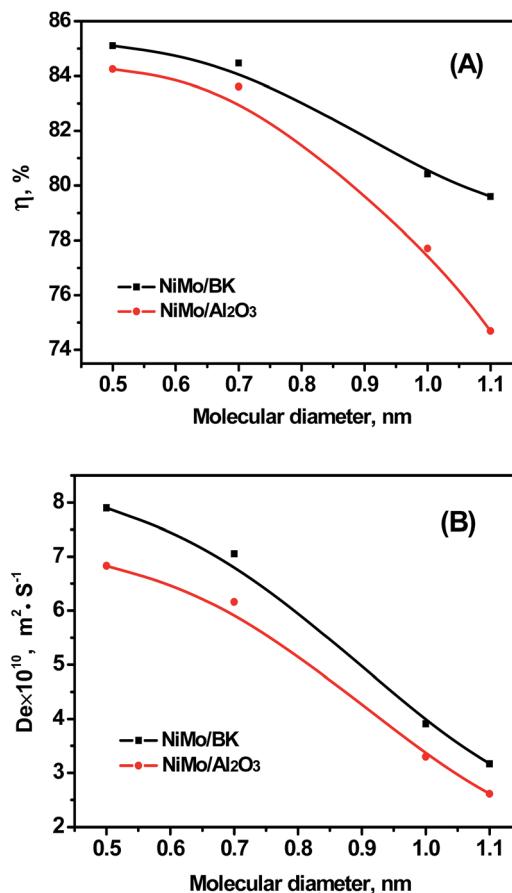 (A)
η, %
86
84
82
80
78
76
74
NiMo/BK
NiMo/Al₂O₃
0.5 0.6 0.7 0.8 0.9 1.0 1.1
Molecular diameter, nm
(B)
De×10¹⁰, m²· S⁻¹
8
7
6
5
4
3
2
NiMo/BK
NiMo/Al₂O₃
0.5 0.6 0.7 0.8 0.9 1.0 1.1
Molecular diameter, nm